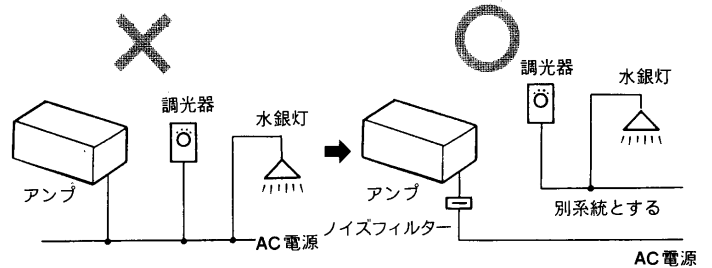 調光器
水銀灯
アンプ
AC電源
調光器
水銀灯
アンプ
ノイズフィルター
別系統とする
AC電源